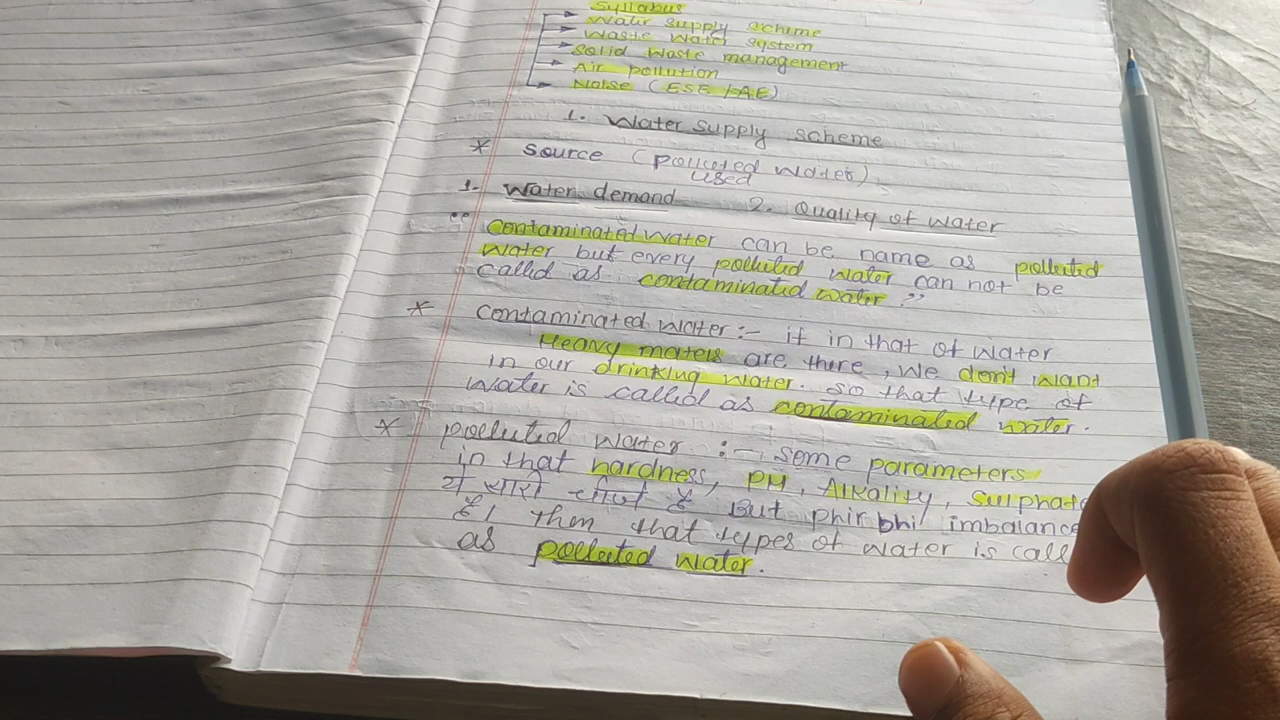 Syllabus
Water supply scheme
Waste Water system
Solid Waste management
Air pollution
Noise (ESE / AE)
1. Water supply scheme
* Source (polluted water)
used
1. Water demand 2. Quality of water
"Contaminated water can be name as polluted
water but every polluted water can not be
called as contaminated water."
* Contaminated water :- if in that of water
Heavy maters are there, we don't want
in our drinking water. so that type of
water is called as contaminated water.
* polluted water :- some parameters
in that hardness, PH, Alkality, Sulphate
ये सारी चीजे है But phir bhi imbalance
है। then that types of water is call
as polluted water.